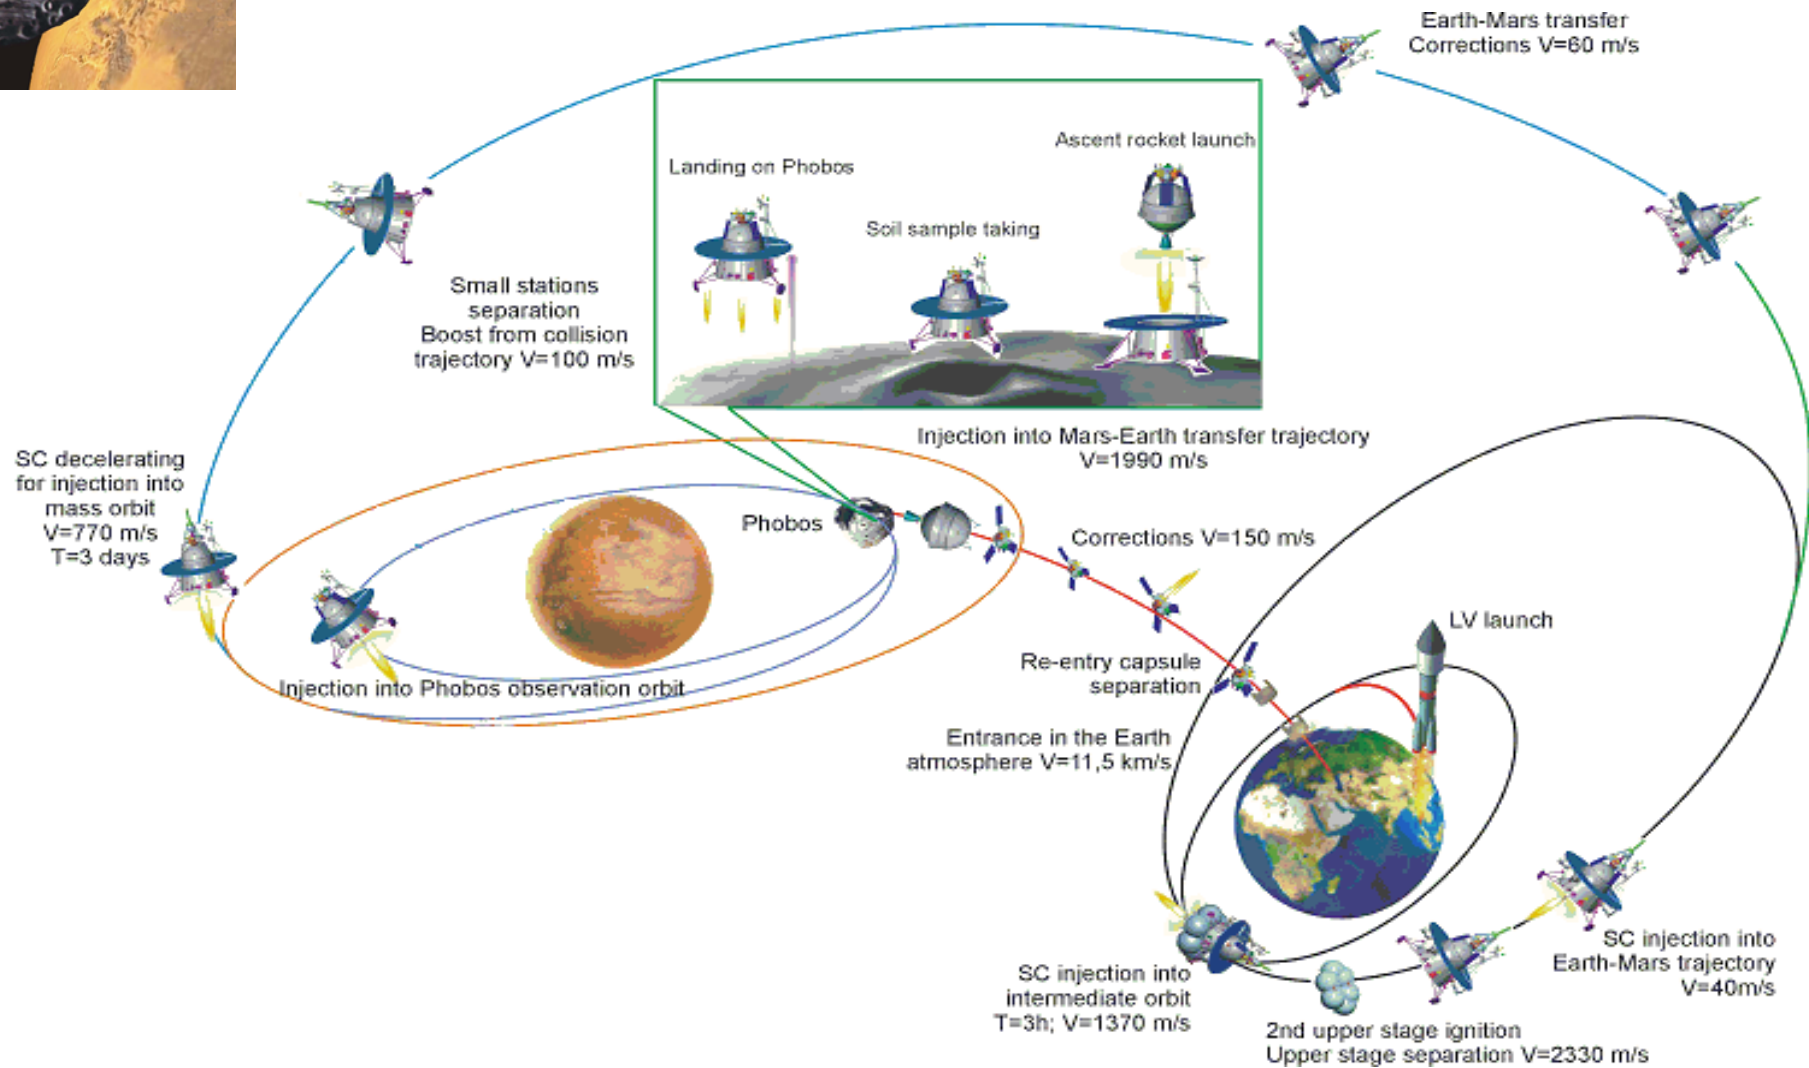 Earth-Mars transfer
Corrections V=60 m/s
Ascent rocket launch
Landing on Phobos
Soil sample taking
Small stations
separation
Boost from collision
trajectory V=100 m/s
Injection into Mars-Earth transfer trajectory
V=1990 m/s
SC decelerating
for injection into
mass orbit
V=770 m/s
T=3 days
Phobos
Corrections V=150 m/s
LV launch
Injection into Phobos observation orbit
Re-entry capsule
separation
Entrance in the Earth
atmosphere V=11,5 km/s
SC injection into
Earth-Mars trajectory
V=40m/s
SC injection into
intermediate orbit
T=3h; V=1370 m/s
2nd upper stage ignition
Upper stage separation V=2330 m/s